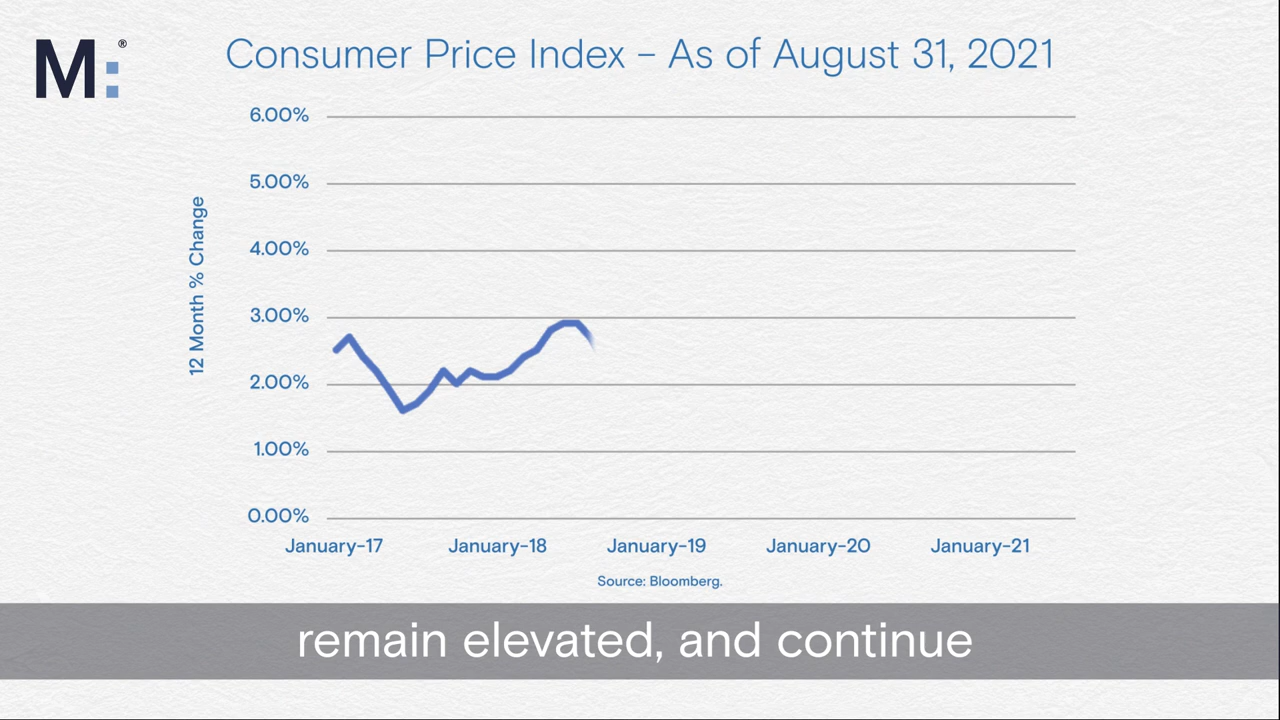 M:®
Consumer Price Index – As of August 31, 2021
6.00%
5.00%
4.00%
3.00%
2.00%
1.00%
0.00%
12 Month % Change
January-17
January-18
January-19
January-20
January-21
Source: Bloomberg.
remain elevated, and continue